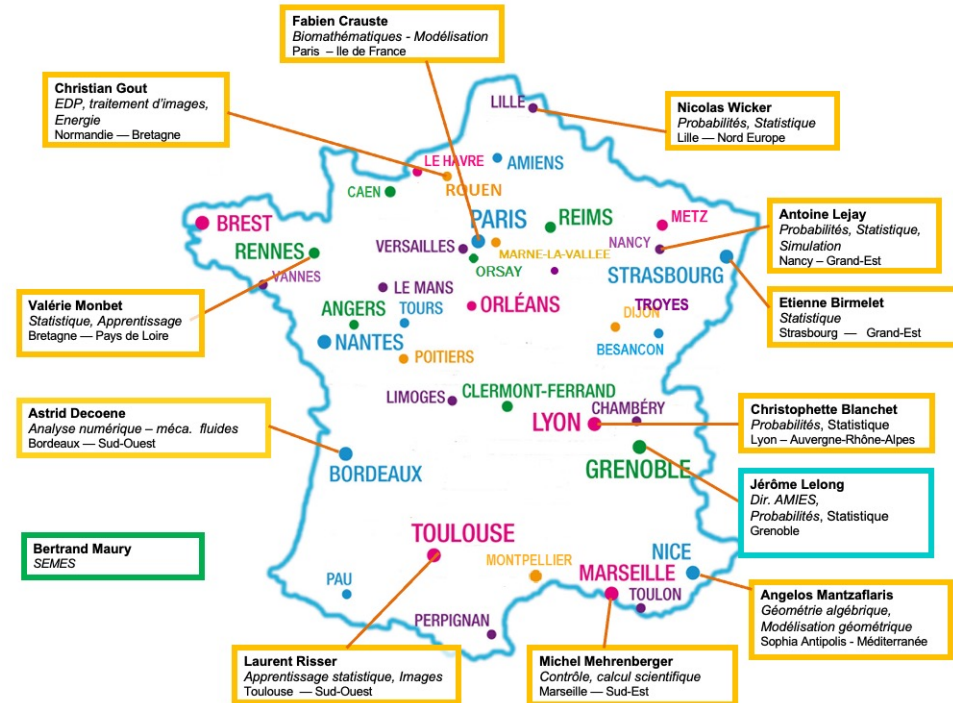 Fabien Crauste
Biomathématiques - Modélisation
Paris – Ile de France
Christian Gout
EDP, traitement d'images,
Energie
Normandie — Bretagne
Nicolas Wicker
Probabilités, Statistique
Lille — Nord Europe
LILLE
LE HAVRE
AMIENS
ROUEN
CAEN
BREST
PARIS
REIMS
METZ
Antoine Lejay
Probabilités, Statistique,
Simulation
Nancy – Grand-Est
RENNES
VERSAILLES
MARNE-LA-VALLEE
NANCY
ORSAY
STRASBOURG
VANNES
LE MANS
Valérie Monbet
Statistique, Apprentissage
Bretagne — Pays de Loire
ANGERS
TOURS
ORLÉANS
TROYES
DIJON
Etienne Birmelet
Statistique
Strasbourg — Grand-Est
NANTES
POITIERS
BESANCON
LIMOGES
CLERMONT-FERRAND
CHAMBÉRY
LYON
Christophette Blanchet
Probabilités, Statistique
Lyon – Auvergne-Rhône-Alpes
Astrid Decoene
Analyse numérique – méca. fluides
Bordeaux — Sud-Ouest
BORDEAUX
GRENOBLE
Jérôme Lelong
Dir. AMIES,
Probabilités, Statistique
Grenoble
Bertrand Maury
SEMES
TOULOUSE
MONTPELLIER
NICE
MARSEILLE
PAU
TOULON
PERPIGNAN
Angelos Mantzaflaris
Géométrie algébrique,
Modélisation géométrique
Sophia Antipolis - Méditerranée
Laurent Risser
Apprentissage statistique, Images
Toulouse — Sud-Ouest
Michel Mehrenberger
Contrôle, calcul scientifique
Marseille — Sud-Est